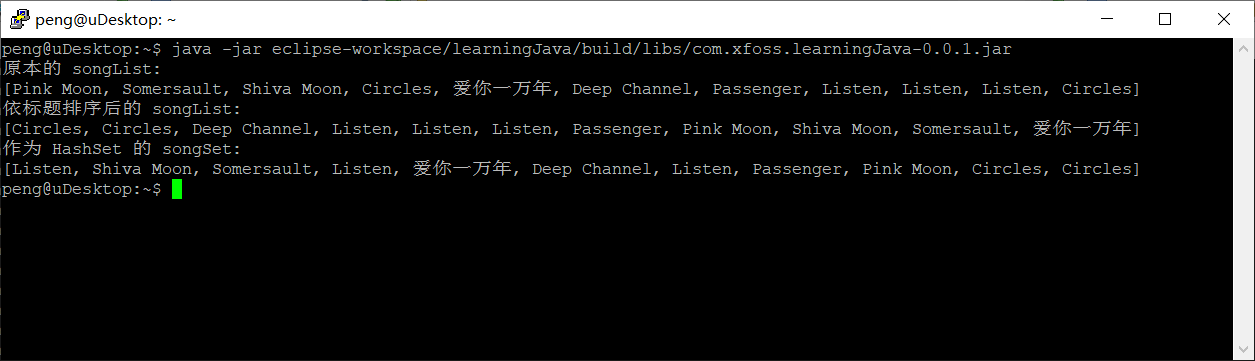 peng@uDesktop: ~
peng@uDesktop:~$ java -jar eclipse-workspace/learningJava/build/libs/com.xfoss.learningJava-0.0.1.jar
原本的 songList:
[Pink Moon, Somersault, Shiva Moon, Circles, 爱你一万年, Deep Channel, Passenger, Listen, Listen, Listen, Circles]
依标题排序后的 songList:
[Circles, Circles, Deep Channel, Listen, Listen, Listen, Passenger, Pink Moon, Shiva Moon, Somersault, 爱你一万年]
作为 HashSet 的 songSet:
[Listen, Shiva Moon, Somersault, Listen, 爱你一万年, Deep Channel, Listen, Passenger, Pink Moon, Circles, Circles]
peng@uDesktop:~$